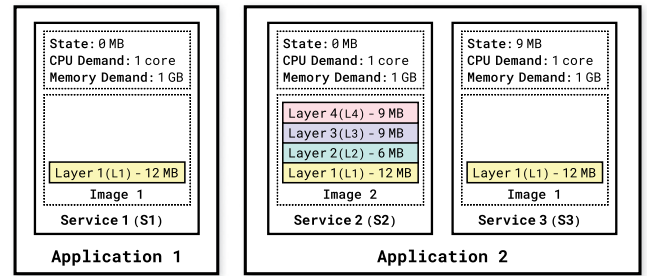 State: 0 MB
CPU Demand: 1 core
Memory Demand: 1 GB
Layer 1(L1) - 12 MB
Image 1
Service 1 (S1)
Application 1
State: 0 MB
CPU Demand: 1 core
Memory Demand: 1 GB
Layer 4(L4) - 9 MB
Layer 3(L3) - 9 MB
Layer 2(L2) - 6 MB
Layer 1(L1) - 12 MB
Image 2
Service 2 (S2)
State: 9 MB
CPU Demand: 1 core
Memory Demand: 1 GB
Layer 1(L1) - 12 MB
Image 1
Service 3 (S3)
Application 2